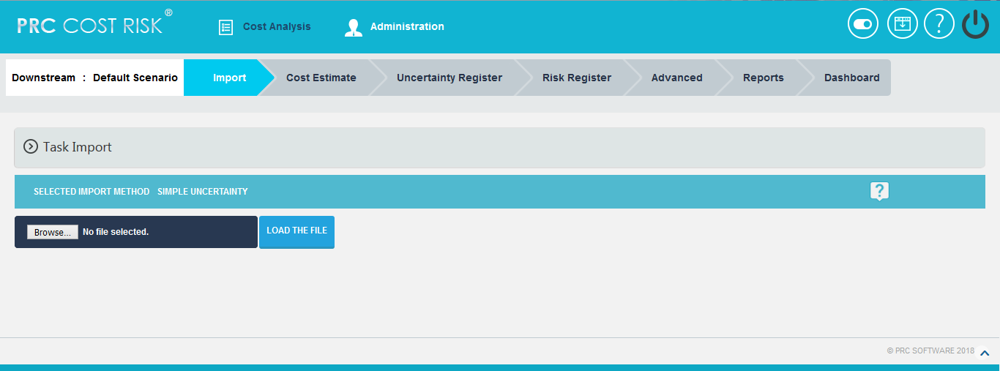 PRC COST RISK®
Cost Analysis
Administration
?
Downstream : Default Scenario
Import
Cost Estimate
Uncertainty Register
Risk Register
Advanced
Reports
Dashboard
Task Import
SELECTED IMPORT METHOD SIMPLE UNCERTAINTY
?
Browse... No file selected.
LOAD THE FILE
© PRC SOFTWARE 2018